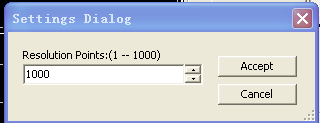 Settings Dialog
Resolution Points:(1 -- 1000)
1000
Accept
Cancel